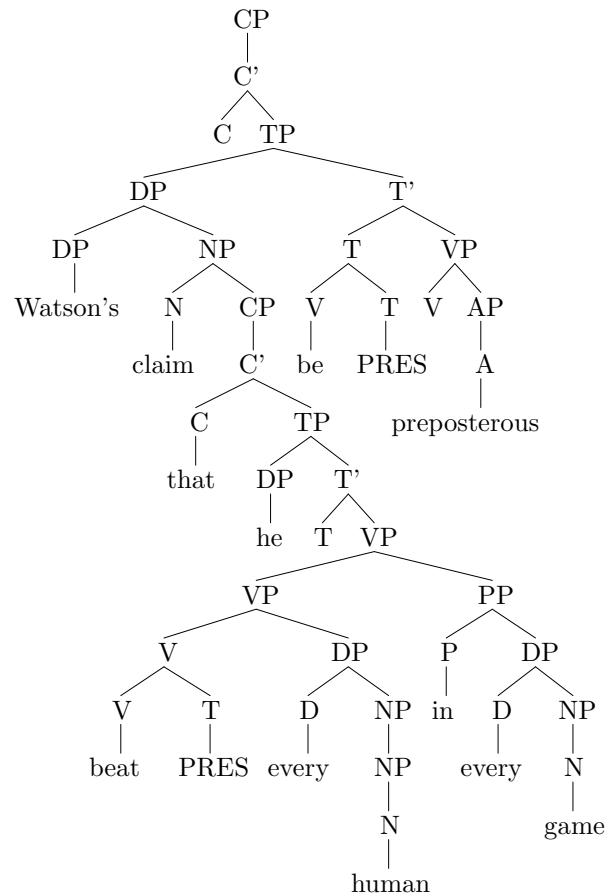 CP
C'
C TP
DP T'
DP NP T VP
Watson's N CP V T V AP
claim C' be PRES A
C TP preposterous
that DP T'
he T VP
VP PP
V DP P DP
V T D NP in D NP
beat PRES every NP every N
N game
human